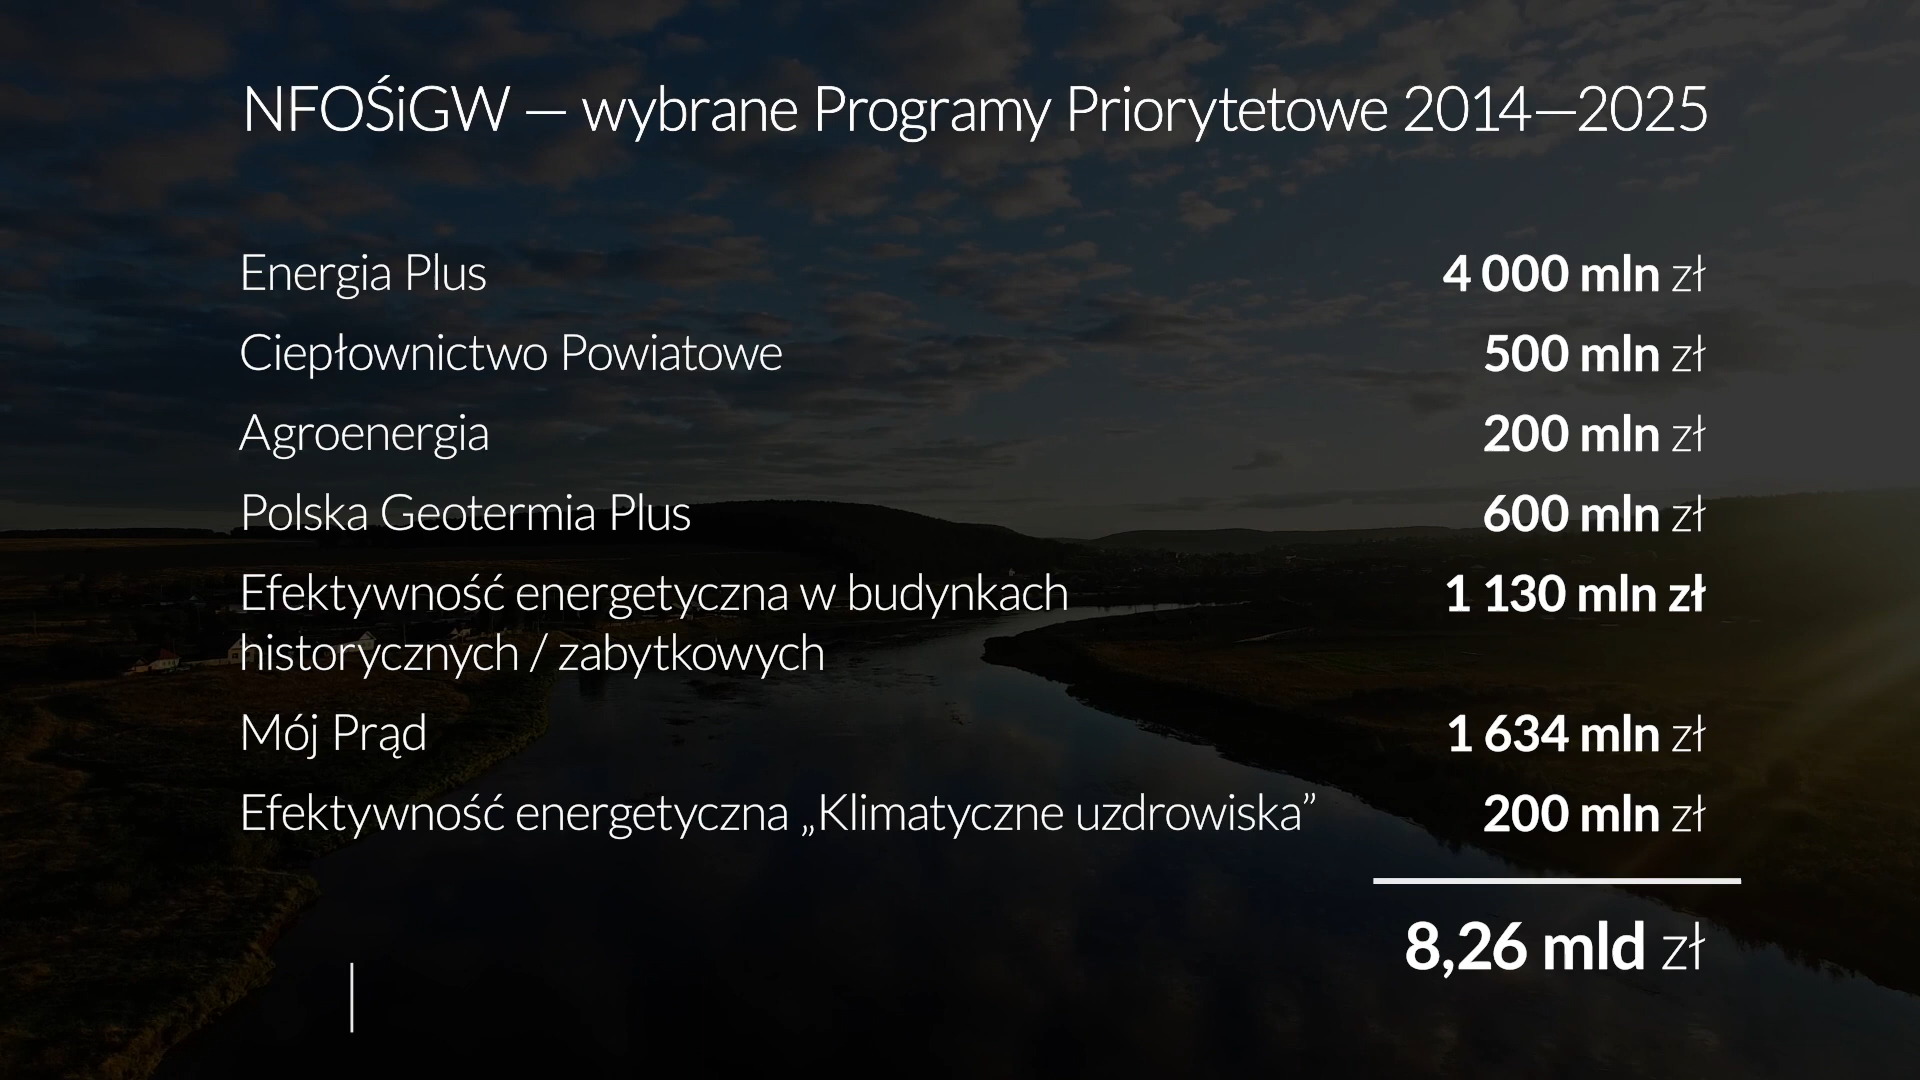 NFOŚiGW — wybrane Programy Priorytetowe 2014—2025
Energia Plus 4 000 mln zł
Ciepłownictwo Powiatowe 500 mln zł
Agroenergia 200 mln zł
Polska Geotermia Plus 600 mln zł
Efektywność energetyczna w budynkach 1 130 mln zł
historycznych / zabytkowych
Mój Prąd 1 634 mln zł
Efektywność energetyczna „Klimatyczne uzdrowiska” 200 mln zł
8,26 mld zł